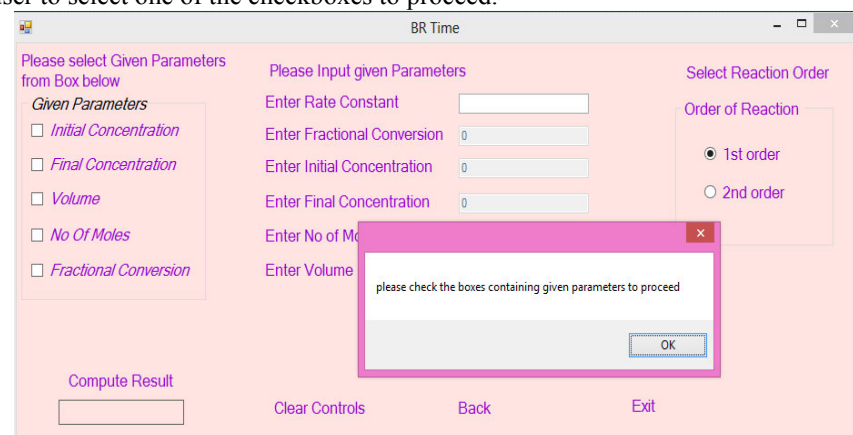 user to select one of the checkboxes to proceed.
BR Time
Please select Given Parameters
from Box below
Given Parameters
Initial Concentration
Final Concentration
Volume
No Of Moles
Fractional Conversion
Please Input given Parameters
Enter Rate Constant
Enter Fractional Conversion 0
Enter Initial Concentration 0
Enter Final Concentration 0
Enter No of
Enter Volume
Select Reaction Order
Order of Reaction
1st order
2nd order
please check the boxes containing given parameters to proceed
OK
Compute Result
Clear Controls
Back
Exit